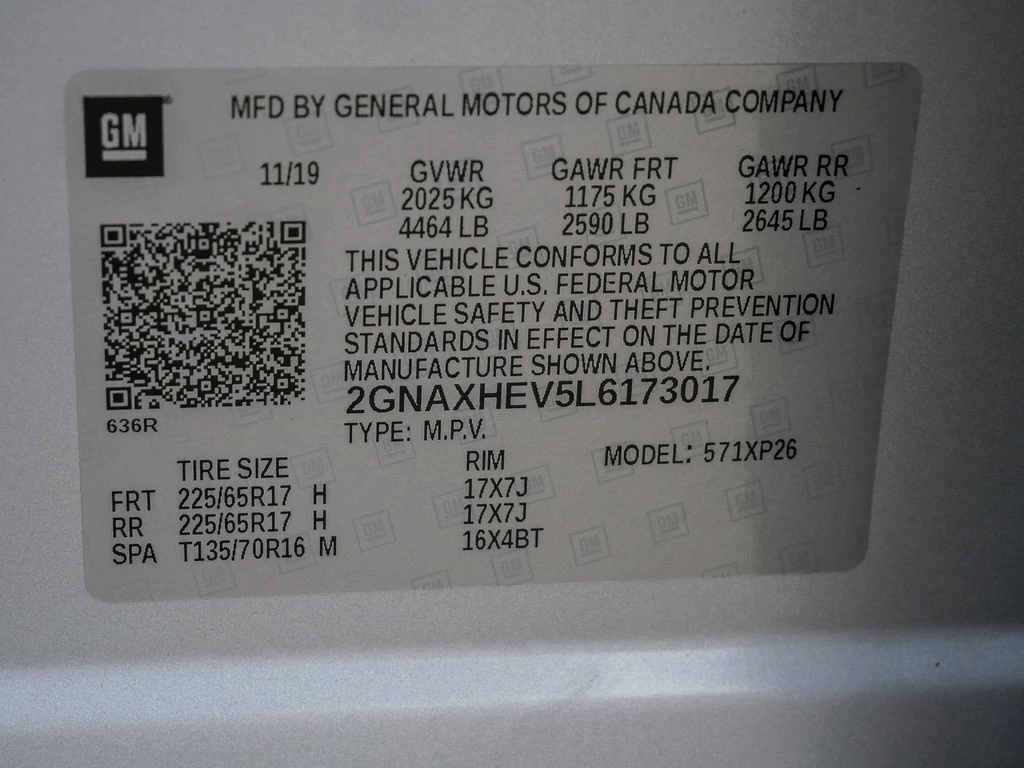 GM
MFD BY GENERAL MOTORS OF CANADA COMPANY
11/19 GVWR GAWR FRT GAWR RR
2025 KG 1175 KG 1200 KG
4464 LB 2590 LB 2645 LB
THIS VEHICLE CONFORMS TO ALL
APPLICABLE U.S. FEDERAL MOTOR
VEHICLE SAFETY AND THEFT PREVENTION
STANDARDS IN EFFECT ON THE DATE OF
MANUFACTURE SHOWN ABOVE.
2GNAXHEV5L6173017
636R
TYPE: M.P.V.
TIRE SIZE RIM MODEL: 571XP26
FRT 225/65R17 H 17X7J
RR 225/65R17 H 17X7J
SPA T135/70R16 M 16X4BT